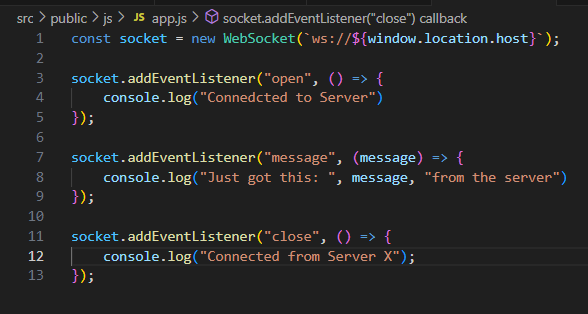 src > public > js > JS app.js > socket.addEventListener("close") callback
1 const socket = new WebSocket(`ws://${window.location.host}`);
2
3 socket.addEventListener("open", () => {
4 console.log("Connedcted to Server")
5 });
6
7 socket.addEventListener("message", (message) => {
8 console.log("Just got this: ", message, "from the server")
9 });
10
11 socket.addEventListener("close", () => {
12 console.log("Connected from Server X");
13 });